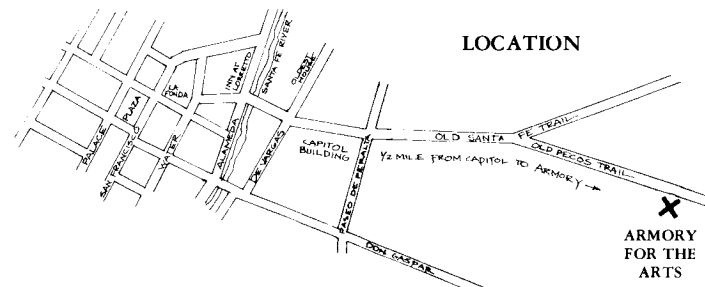 LOCATION
PALACE
PLAZA
SAN FRANCISCO
LA
FONDA
WATER
INN AT
LORRETTO
ALAMEDA
SANTA FE RIVER
OLDEST
HOUSE
DE VARGAS
CAPITOL
BUILDING
PASEO DE PERALTA
DON GASPAR
OLD SANTA FE TRAIL
OLD PECOS TRAIL
1/2 MILE FROM CAPITOL TO ARMORY
ARMORY
FOR THE
ARTS